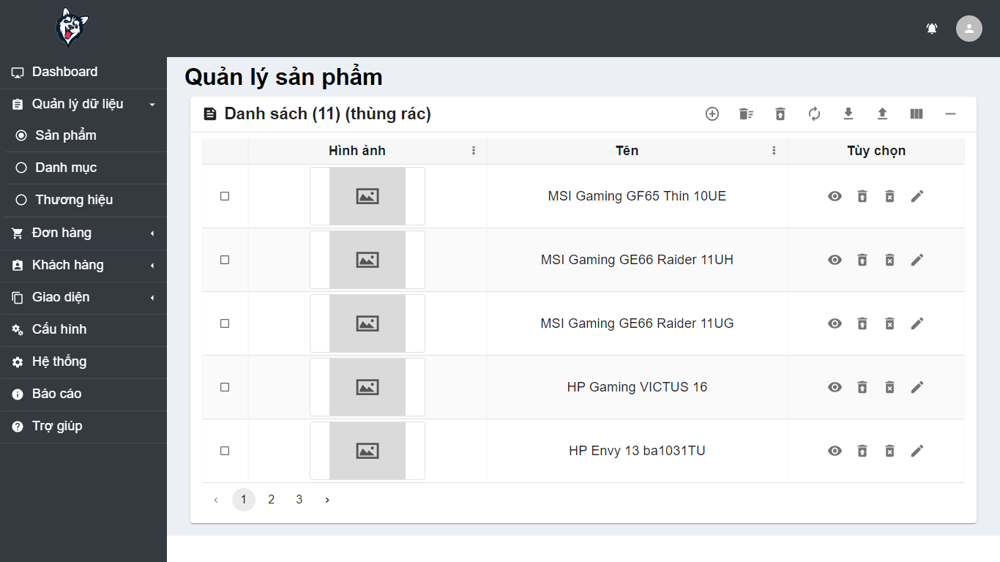 Dashboard
Quản lý dữ liệu
Sản phẩm
Danh mục
Thương hiệu
Đơn hàng
Khách hàng
Giao diện
Cấu hình
Hệ thống
Báo cáo
Trợ giúp
Quản lý sản phẩm
Danh sách (11) (thùng rác)
Hình ảnh Tên Tùy chọn
MSI Gaming GF65 Thin 10UE
MSI Gaming GE66 Raider 11UH
MSI Gaming GE66 Raider 11UG
HP Gaming VICTUS 16
HP Envy 13 ba1031TU
1 2 3